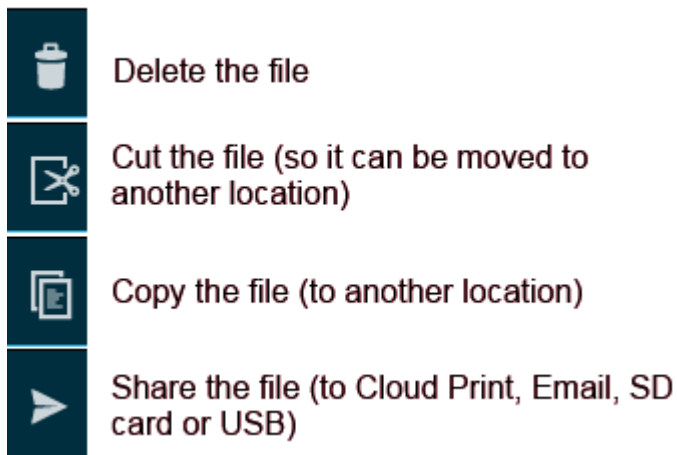 Delete the file
Cut the file (so it can be moved to
another location)
Copy the file (to another location)
Share the file (to Cloud Print, Email, SD
card or USB)